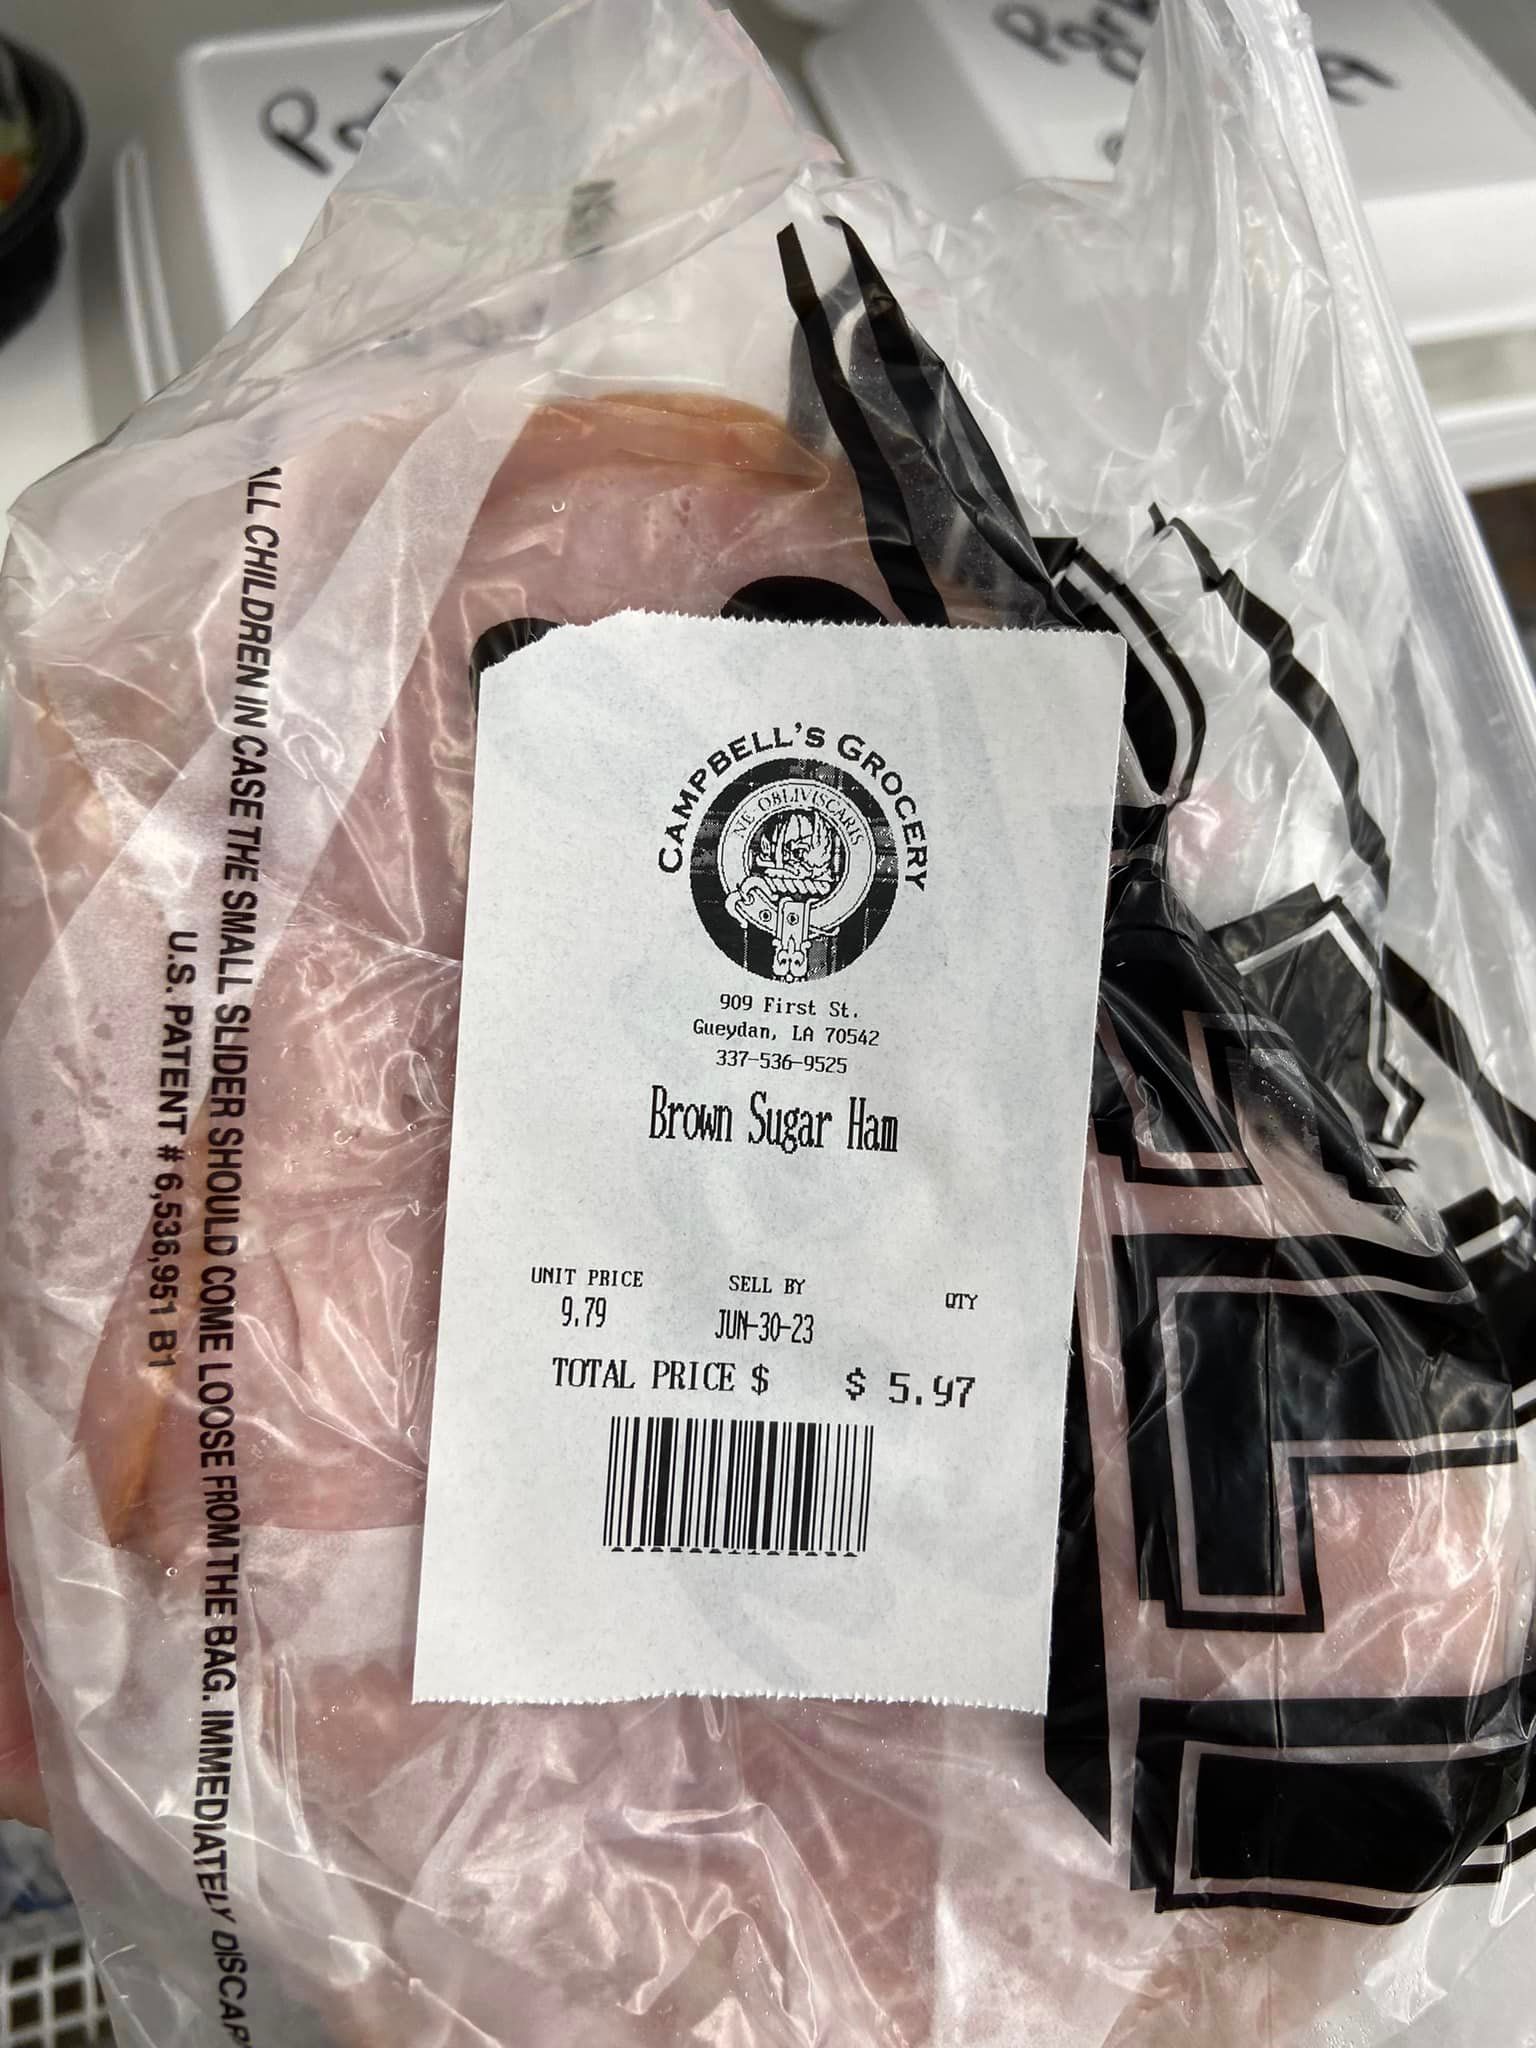 CAMPBELL'S GROCERY
NE OBLIVISCARIS
909 First St.
Gueydan, LA 70542
337-536-9525
Brown Sugar Ham
UNIT PRICE SELL BY QTY
9.79 JUN-30-23
TOTAL PRICE $ $ 5.97
ALL CHILDREN IN CASE THE SMALL SLIDER SHOULD COME LOOSE FROM THE BAG. IMMEDIATELY DISCAR
U.S. PATENT # 6,536,951 B1